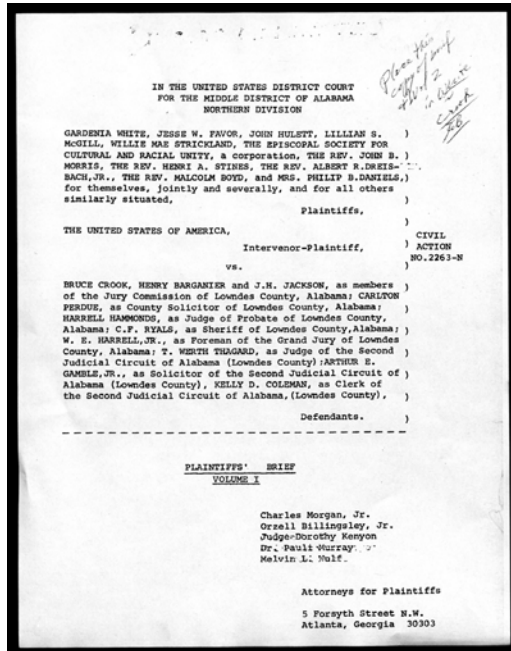 Place this
copy of brief
& Vol 2
in White
Crook
IN THE UNITED STATES DISTRICT COURT
FOR THE MIDDLE DISTRICT OF ALABAMA
NORTHERN DIVISION
GARDENIA WHITE, JESSE W. FAVOR, JOHN HULETT, LILLIAN S. )
McGILL, WILLIE MAE STRICKLAND, THE EPISCOPAL SOCIETY FOR
CULTURAL AND RACIAL UNITY, a corporation, THE REV. JOHN B. )
MORRIS, THE REV. HENRI A. STINES, THE REV. ALBERT R.DREIS-
BACH,JR., THE REV. MALCOLM BOYD, and MRS. PHILIP B.DANIELS,)
for themselves, jointly and severally, and for all others )
similarly situated, )
Plaintiffs, )
)
THE UNITED STATES OF AMERICA, ) CIVIL
Intervenor-Plaintiff, ) ACTION
) NO.2263-N
vs. )
BRUCE CROOK, HENRY BARGANIER and J.H. JACKSON, as members )
of the Jury Commission of Lowndes County, Alabama; CARLTON )
PERDUE, as County Solicitor of Lowndes County, Alabama; )
HARRELL HAMMONDS, as Judge of Probate of Lowndes County, )
Alabama; C.F. RYALS, as Sheriff of Lowndes County,Alabama; )
W. E. HARRELL,JR., as Foreman of the Grand Jury of Lowndes )
County, Alabama; T. WERTH THAGARD, as Judge of the Second )
Judicial Circuit of Alabama (Lowndes County);ARTHUR E. )
GAMBLE,JR., as Solicitor of the Second Judicial Circuit of )
Alabama (Lowndes County), KELLY D. COLEMAN, as Clerk of )
the Second Judicial Circuit of Alabama,(Lowndes County), )
Defendants. )
PLAINTIFFS' BRIEF
VOLUME I
Charles Morgan, Jr.
Orzell Billingsley, Jr.
Judge Dorothy Kenyon
Dr. Pauli Murray
Melvin L. Wulf
Attorneys for Plaintiffs
5 Forsyth Street N.W.
Atlanta, Georgia 30303